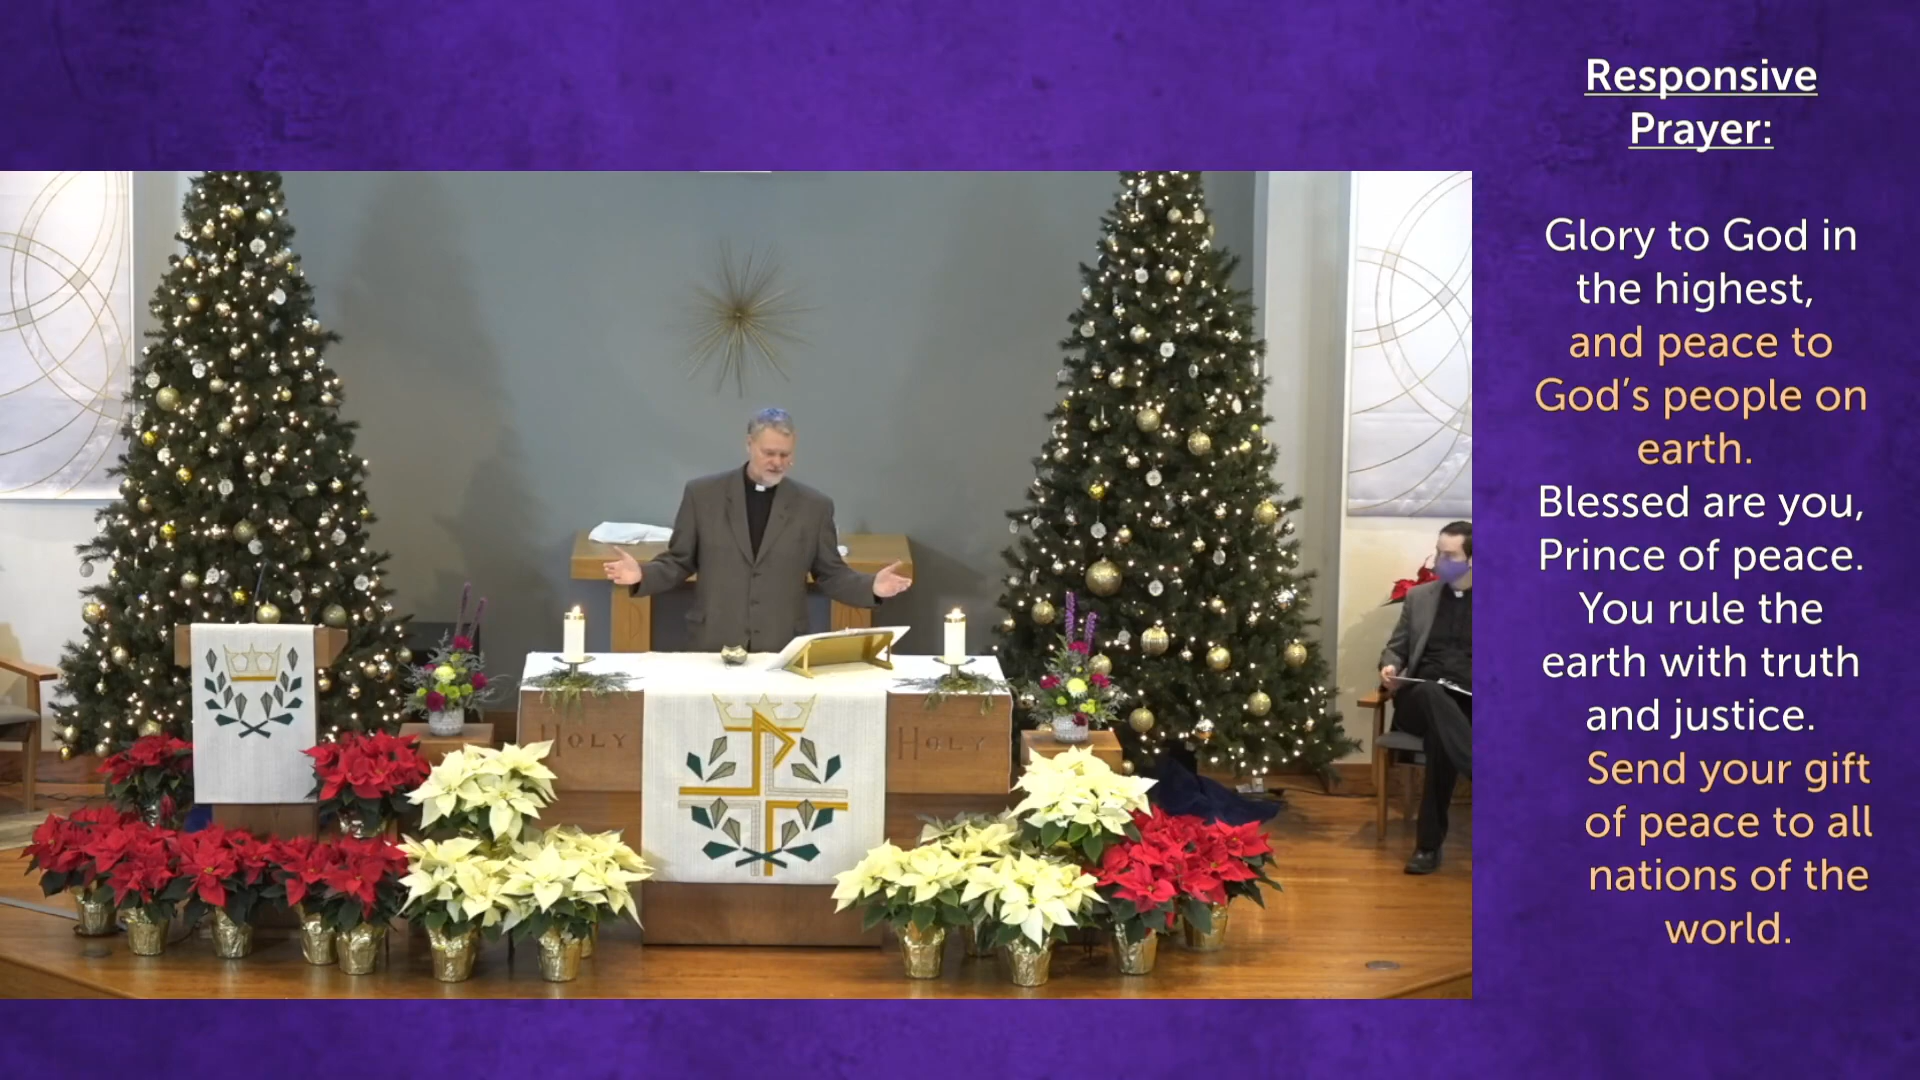 Responsive
Prayer:
Glory to God in
the highest,
and peace to
God's people on
earth.
Blessed are you,
Prince of peace.
You rule the
earth with truth
and justice.
Send your gift
of peace to all
nations of the
world.
HOLY
HOLY